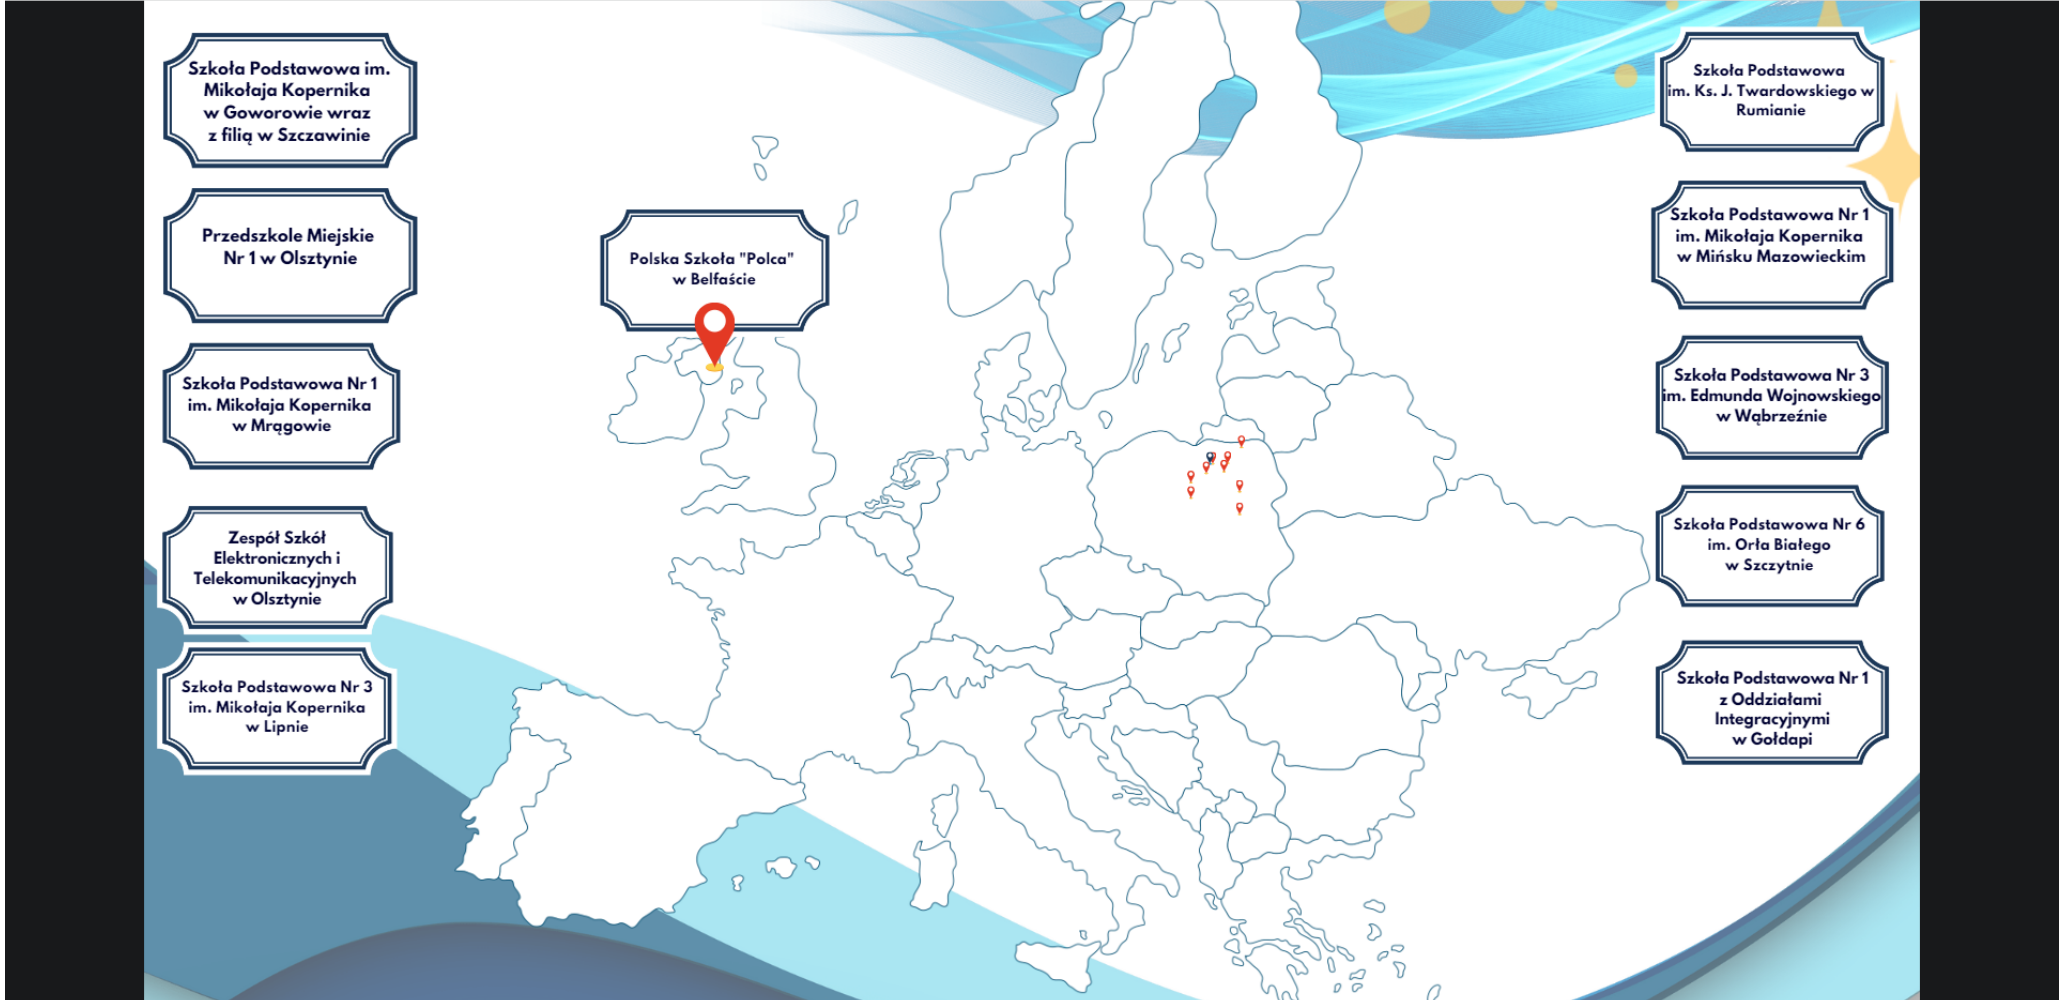 Szkoła Podstawowa im.
Mikołaja Kopernika
w Goworowie wraz
z filią w Szczawinie
Przedszkole Miejskie
Nr 1 w Olsztynie
Szkoła Podstawowa Nr 1
im. Mikołaja Kopernika
w Mrągowie
Zespół Szkół
Elektronicznych i
Telekomunikacyjnych
w Olsztynie
Szkoła Podstawowa Nr 3
im. Mikołaja Kopernika
w Lipnie
Polska Szkoła "Polca"
w Belfaście
Szkoła Podstawowa
im. Ks. J. Twardowskiego w
Rumianie
Szkoła Podstawowa Nr 1
im. Mikołaja Kopernika
w Mińsku Mazowieckim
Szkoła Podstawowa Nr 3
im. Edmunda Wojnowskiego
w Wąbrzeźnie
Szkoła Podstawowa Nr 6
im. Orła Białego
w Szczytnie
Szkoła Podstawowa Nr 1
z Oddziałami
Integracyjnymi
w Gołdapi